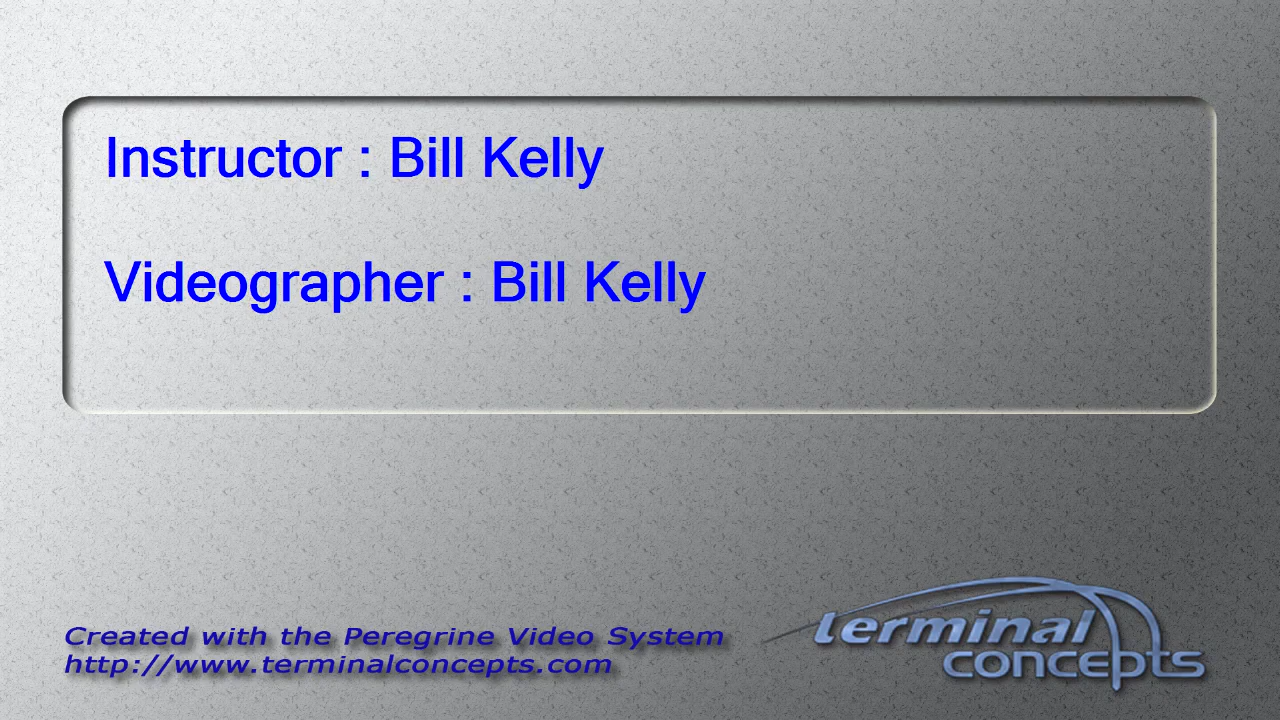 Instructor : Bill Kelly
Videographer : Bill Kelly
Created with the Peregrine Video System
http://www.terminalconcepts.com
terminal
concepts